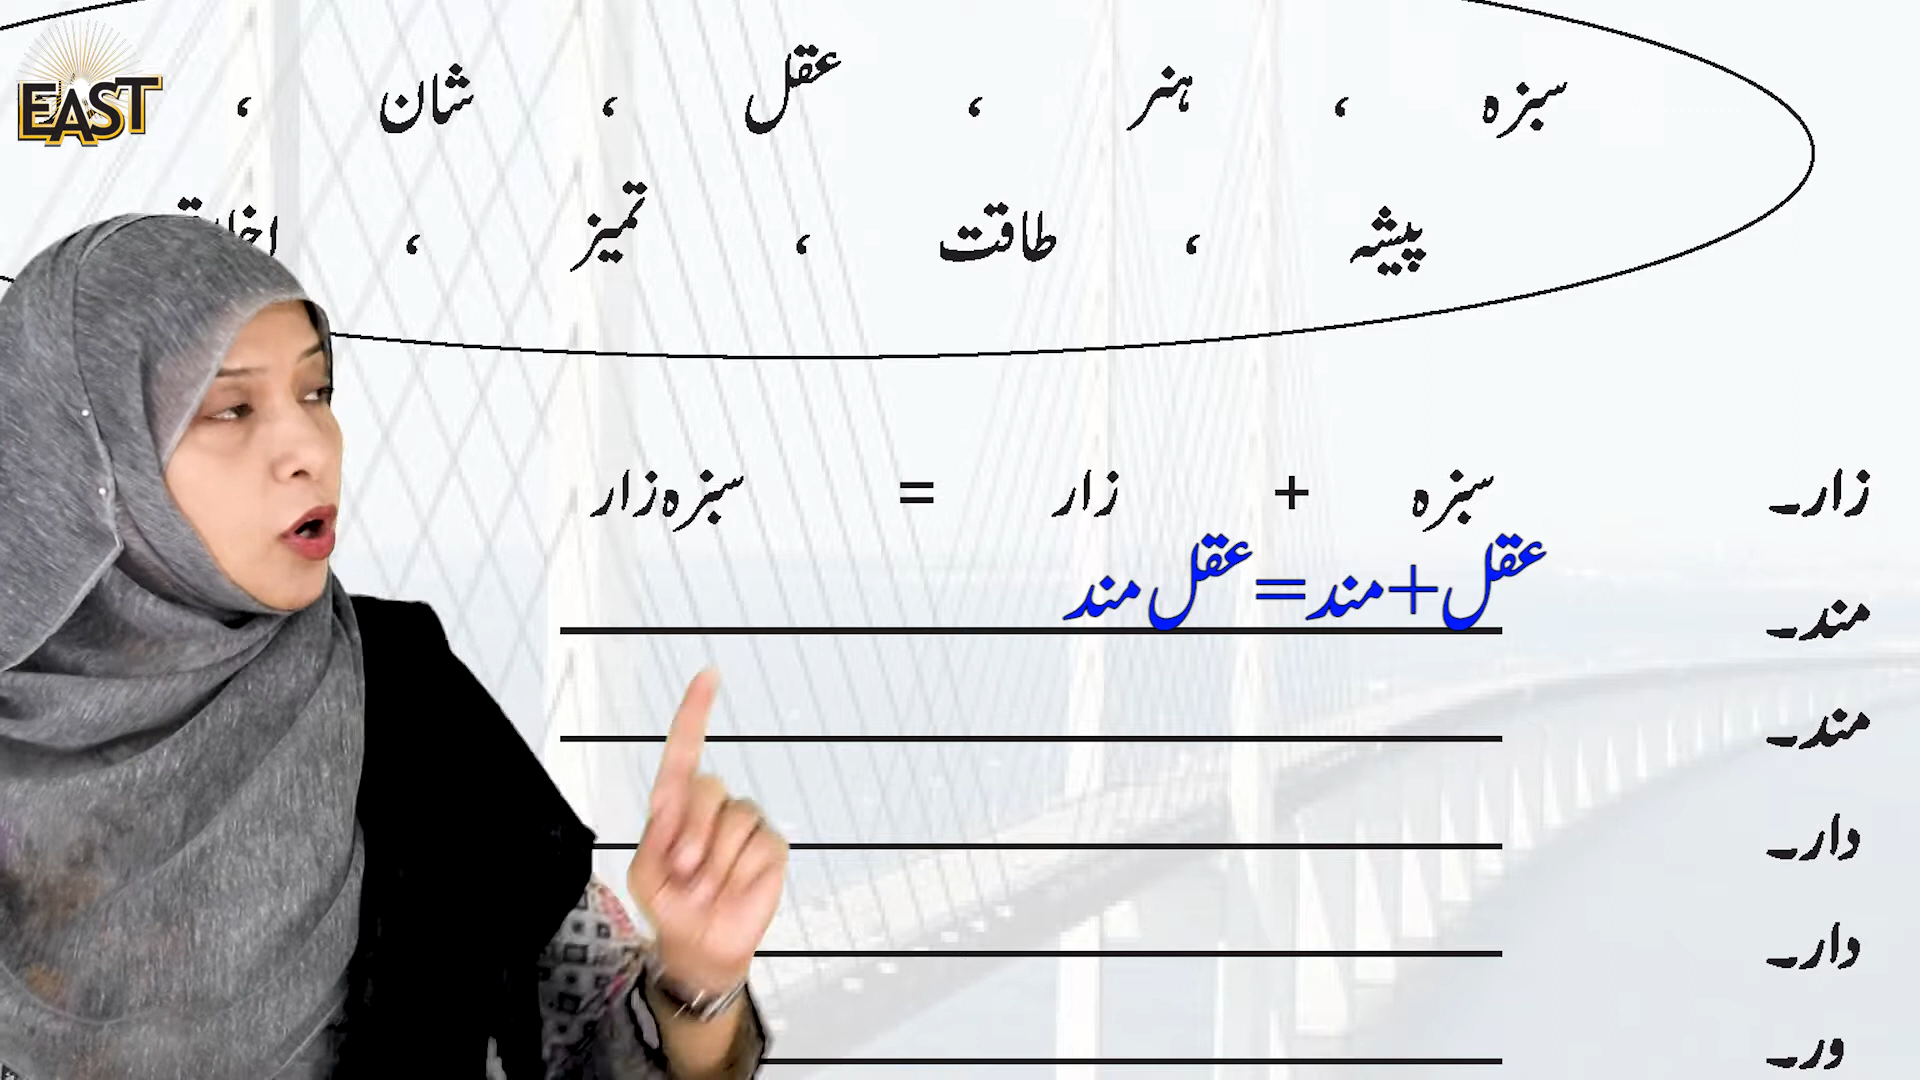 EAST
سبزہ ، ہنر ، عقل ، شان ،
پیشہ ، طاقت ، تمیز ،
زار۔ سبزہ + زار = سبزہ زار
مند۔ عقل+مند=عقل مند
مند۔
دار۔
دار۔
ور۔